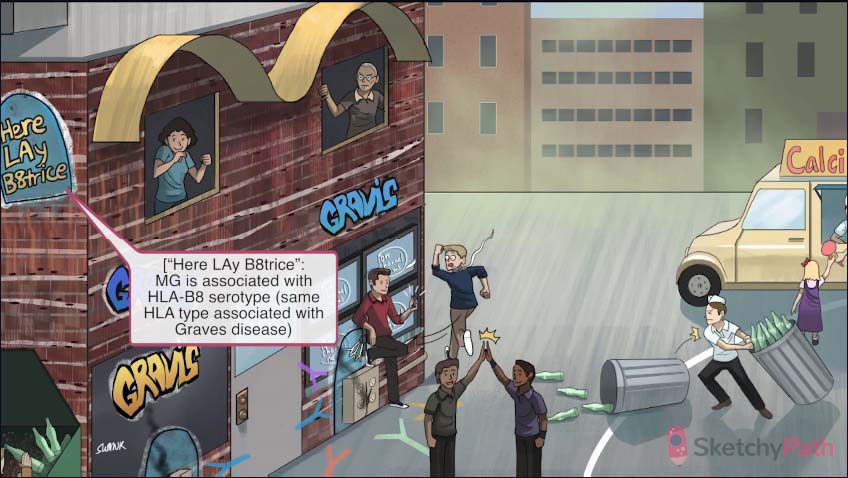 Here
LAy
B8trice
GRAVIS
["Here LAy B8trice":
MG is associated with
HLA-B8 serotype (same
HLA type associated with
Graves disease)
GRAVIS
Calci
SketchyPath